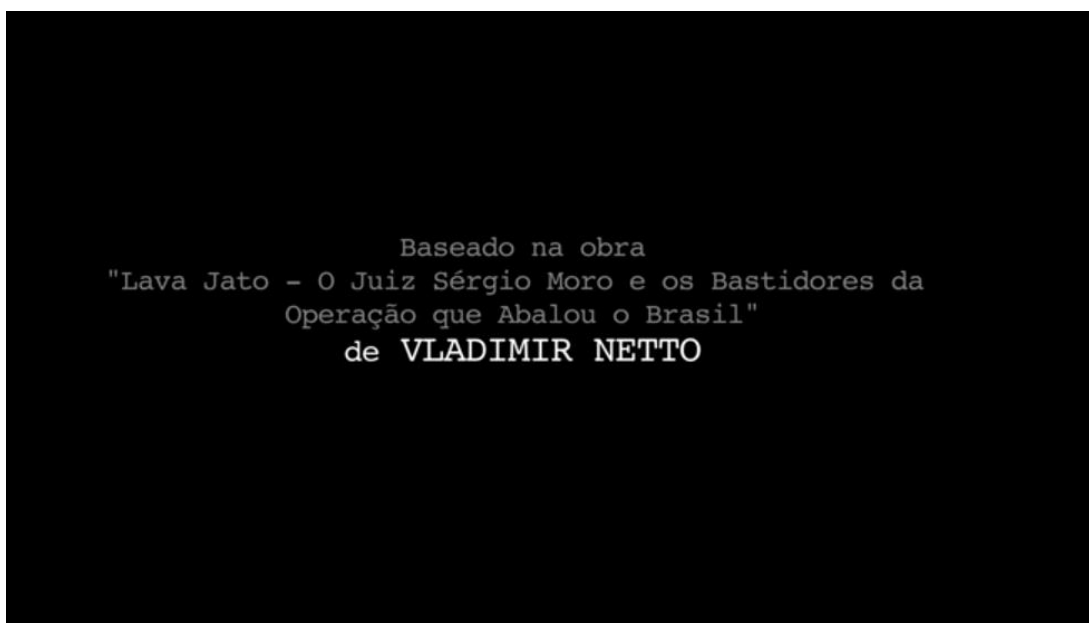 Baseado na obra
"Lava Jato – O Juiz Sérgio Moro e os Bastidores da
Operação que Abalou o Brasil"
de VLADIMIR NETTO